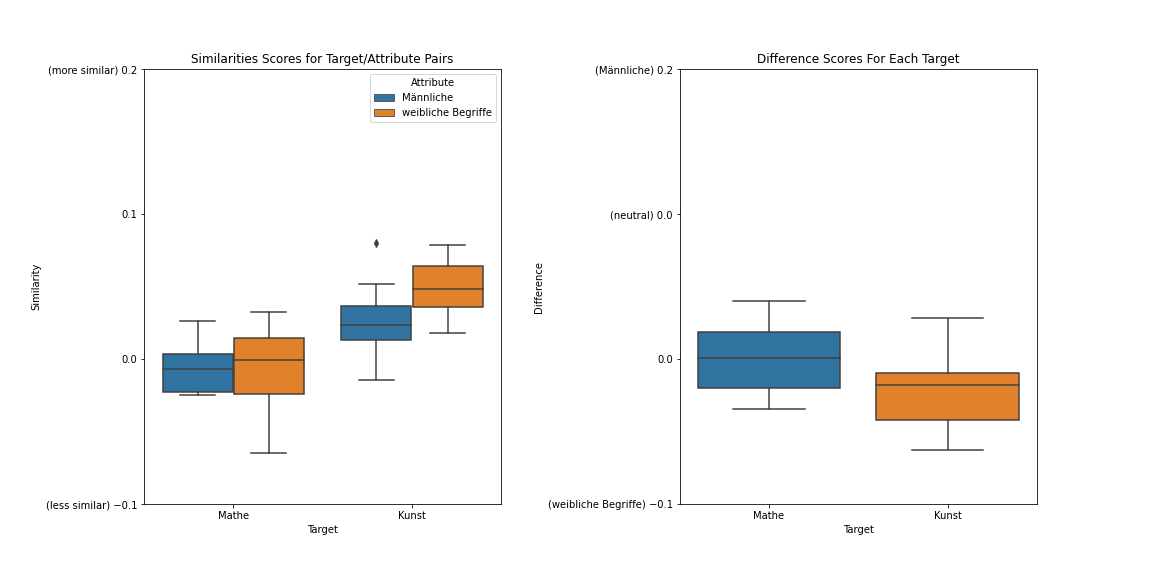 Similarities Scores for Target/Attribute Pairs
(more similar) 0.2
0.1
0.0
(less similar) −0.1
Similarity
Attribute
Männliche
weibliche Begriffe
Mathe
Kunst
Target
Difference Scores For Each Target
(Männliche) 0.2
(neutral) 0.0
0.0
(weibliche Begriffe) −0.1
Difference
Mathe
Kunst
Target